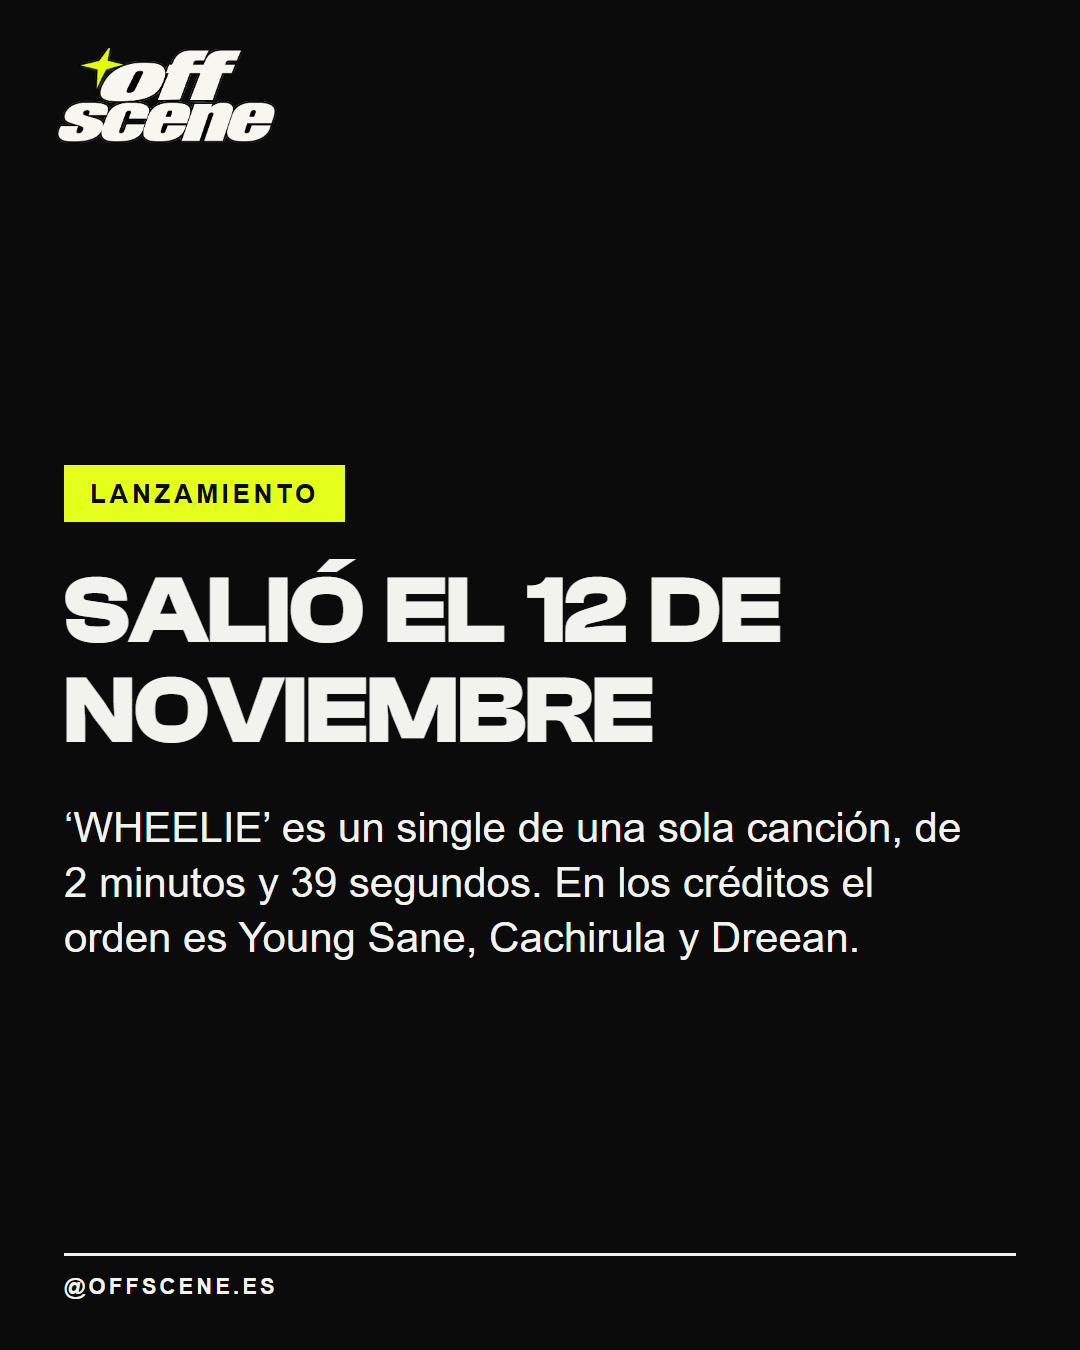 off
scene
LANZAMIENTO
SALIÓ EL 12 DE
NOVIEMBRE
‘WHEELIE’ es un single de una sola canción, de
2 minutos y 39 segundos. En los créditos el
orden es Young Sane, Cachirula y Dreean.
@OFFSCENE.ES